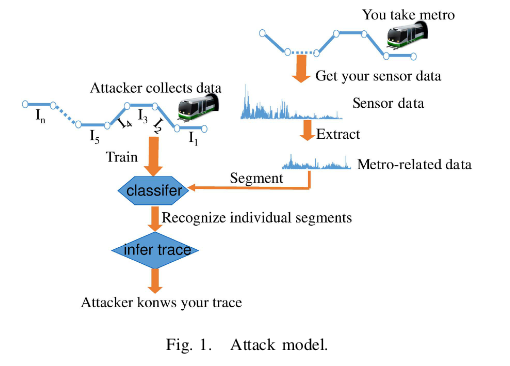 You take metro
Get your sensor data
Attacker collects data
Sensor data
In
I5
I4
I3
I2
I1
Extract
Train
Metro-related data
Segment
classifer
Recognize individual segments
infer trace
Attacker konws your trace
Fig. 1. Attack model.